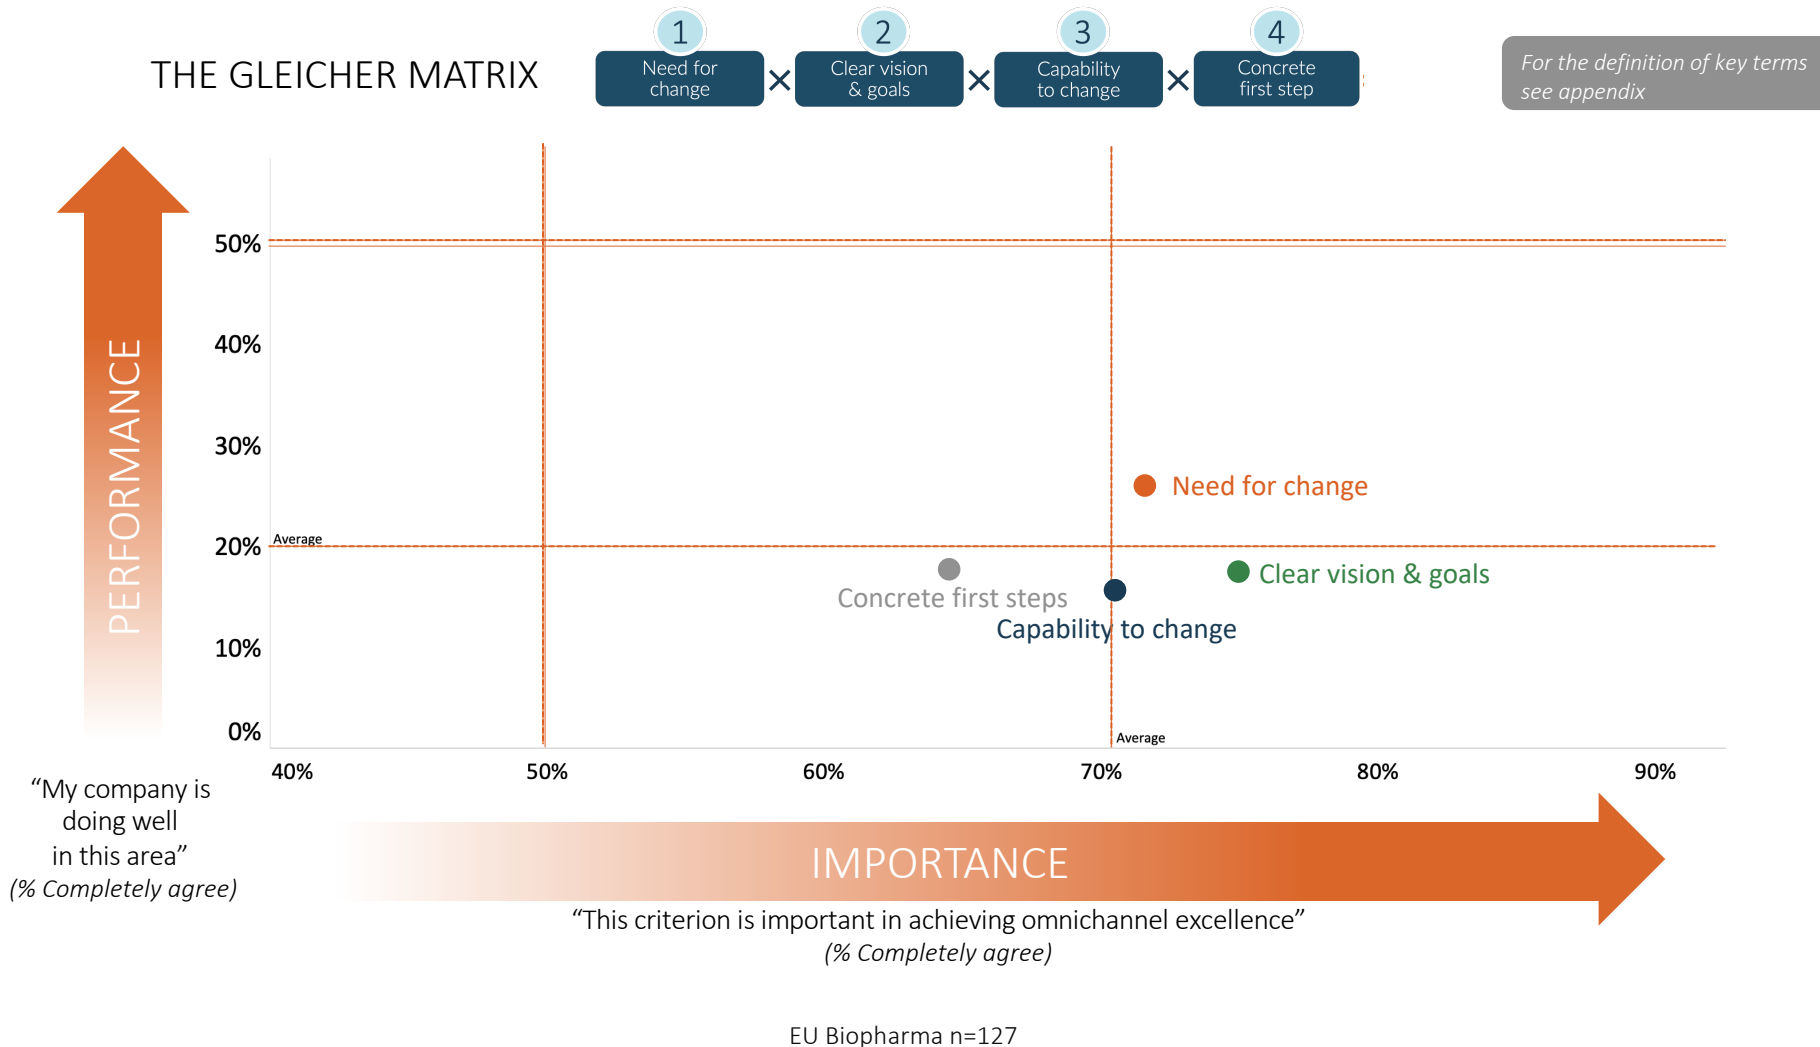 THE GLEICHER MATRIX
1
Need for
change
×
2
Clear vision
& goals
×
3
Capability
to change
×
4
Concrete
first step
For the definition of key terms
see appendix
PERFORMANCE
50%
40%
30%
20%
10%
0%
Average
Need for change
Clear vision & goals
Concrete first steps
Capability to change
Average
40%
50%
60%
70%
80%
90%
“My company is
doing well
in this area”
(% Completely agree)
IMPORTANCE
“This criterion is important in achieving omnichannel excellence”
(% Completely agree)
EU Biopharma n=127